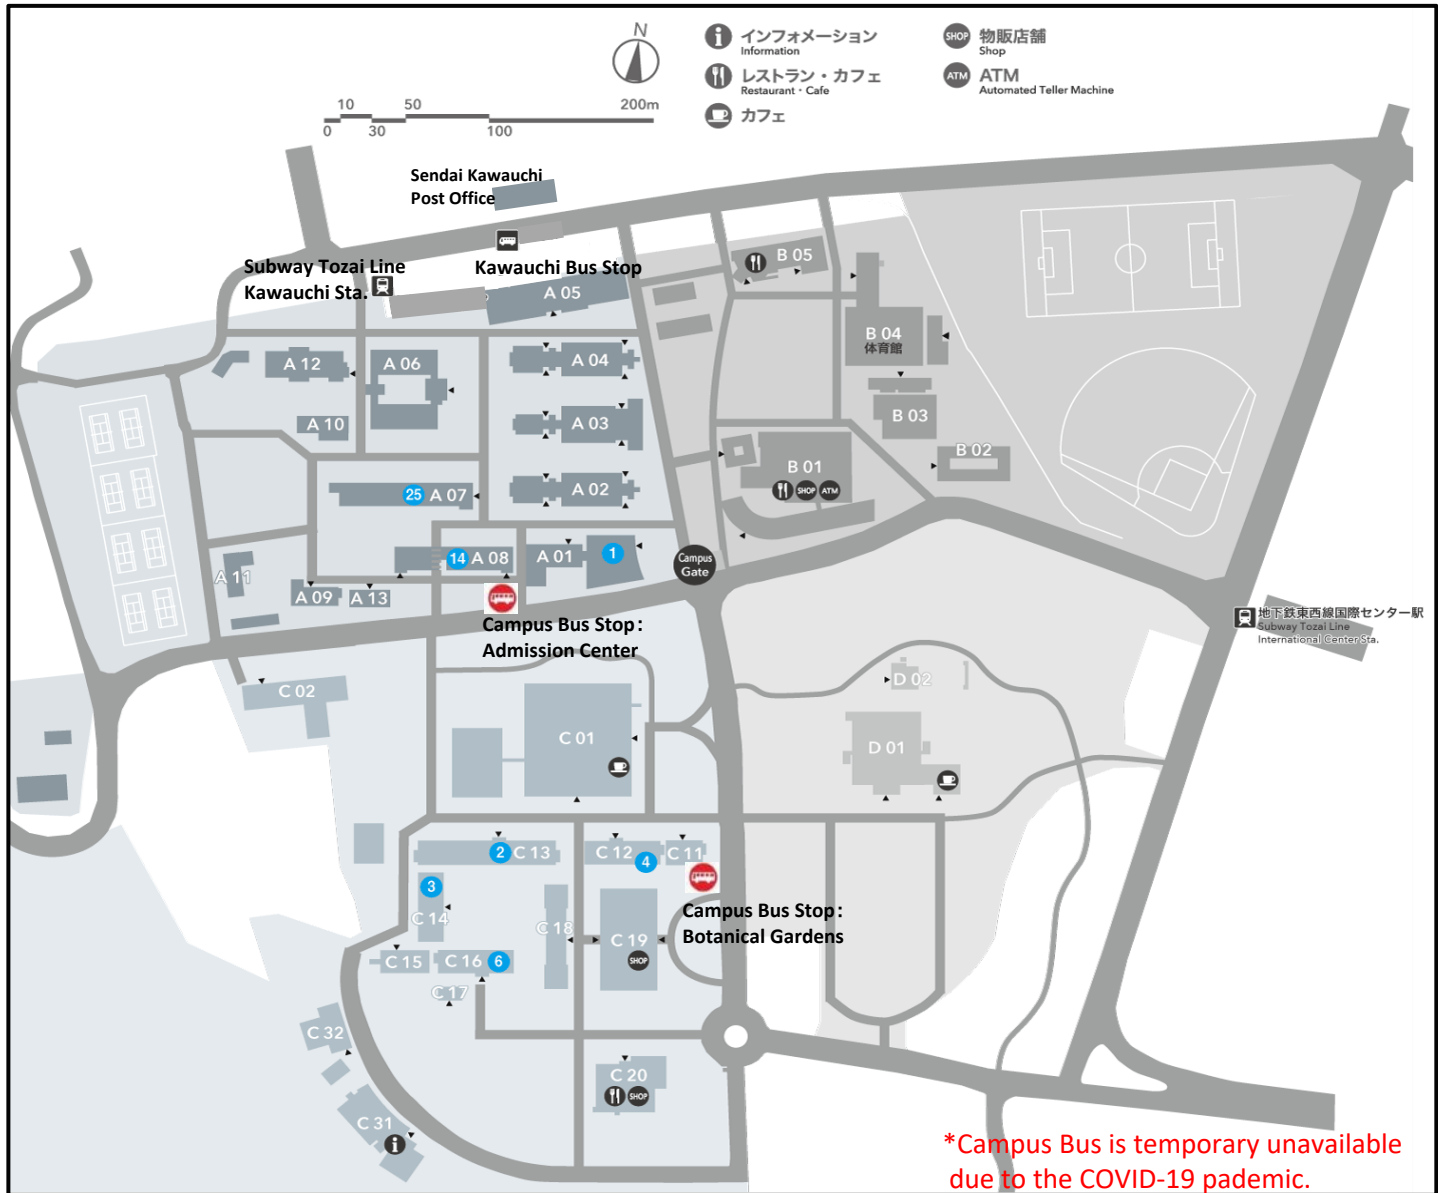 N
10
50
200m
0
30
100
i
インフォメーション
Information
レストラン・カフェ
Restaurant・Cafe
カフェ
SHOP
物販店舗
Shop
ATM
ATM
Automated Teller Machine
Sendai Kawauchi
Post Office
Subway Tozai Line
Kawauchi Sta.
Kawauchi Bus Stop
A 05
B 05
A 12
A 06
A 04
B 04
体育館
A 10
A 03
B 03
B 02
B 01
SHOP
ATM
25
A 07
A 02
14
A 08
A 01
1
Campus
Gate
A 11
A 09
A 13
地下鉄東西線国際センター駅
Subway Tozai Line
International Center Sta.
Campus Bus Stop:
Admission Center
C 02
D 02
C 01
D 01
2
C 13
C 12
4
C 11
3
C 14
C 18
Campus Bus Stop:
Botanical Gardens
C 19
SHOP
C 15
C 16
6
C 17
C 32
C 20
SHOP
C 31
i
*Campus Bus is temporary unavailable
due to the COVID-19 pademic.